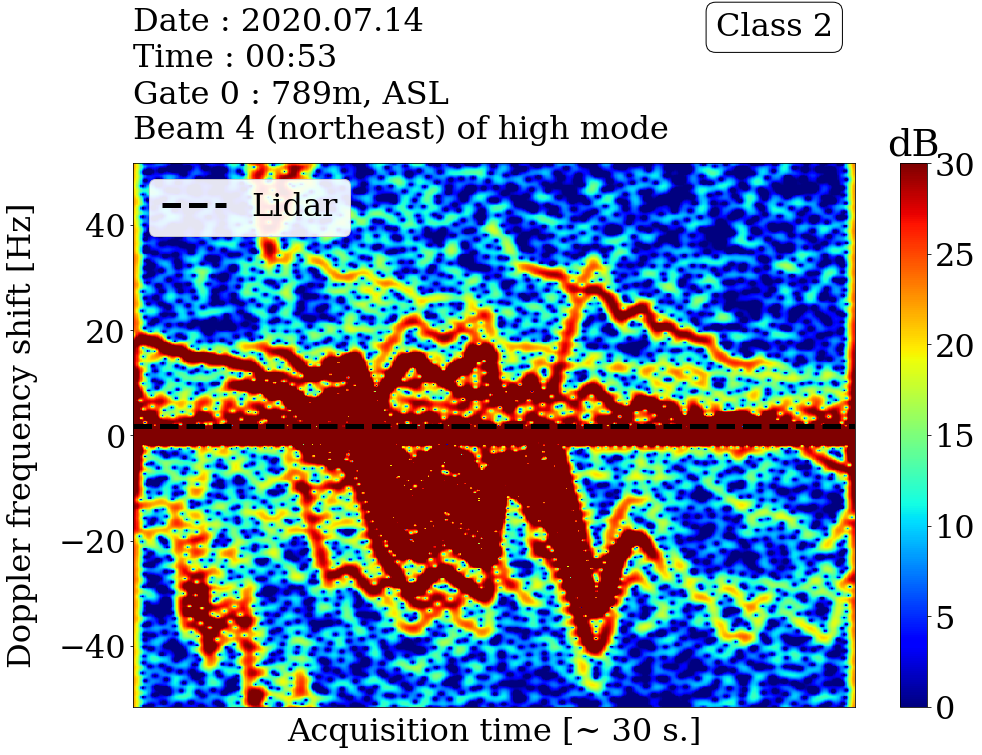 Date : 2020.07.14
Time : 00:53
Gate 0 : 789m, ASL
Beam 4 (northeast) of high mode
Class 2
dB
Lidar
Doppler frequency shift [Hz]
40
20
0
−20
−40
30
25
20
15
10
5
0
Acquisition time [~ 30 s.]